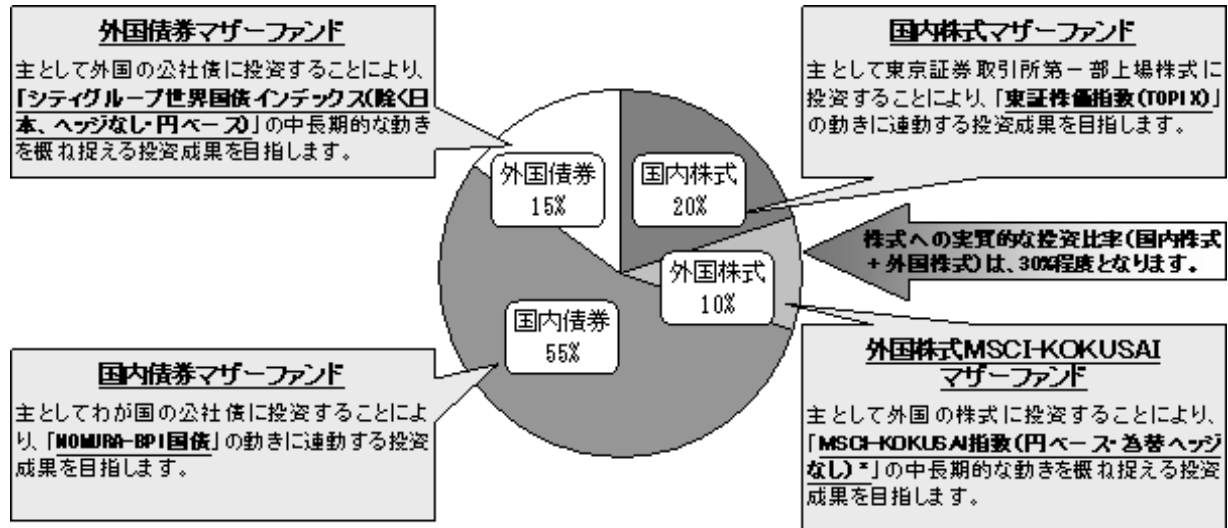 外国債券マザーファンド
主として外国の公社債に投資することにより、
「シティグループ世界国債インデックス(除く日
本、ヘッジなし・円ベース)」の中長期的な動き
を概ね捉える投資成果を目指します。
国内株式マザーファンド
主として東京証券取引所第一部上場株式に
投資することにより、「東証株価指数(TOPIX)」
の動きに連動する投資成果を目指します。
外国債券
15%
国内株式
20%
株式への実質的な投資比率(国内株式
+外国株式)は、30%程度となります。
外国株式
10%
国内債券
55%
国内債券マザーファンド
主としてわが国の公社債に投資することによ
り、「NOMURA-BPI国債」の動きに連動する投資
成果を目指します。
外国株式MSCI-KOKUSAI
マザーファンド
主として外国の株式に投資することにより、
「MSCI-KOKUSAI指数(円ベース・為替ヘッジ
なし)*」の中長期的な動きを概ね捉える投資
成果を目指します。